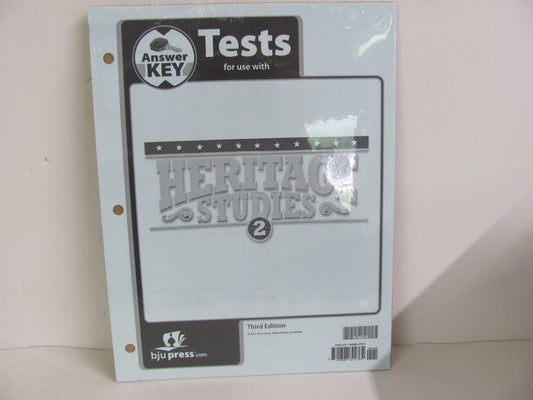 Answer
KEY
Tests
for use with
HERITAGE
STUDIES
2
Third Edition
bju press.com